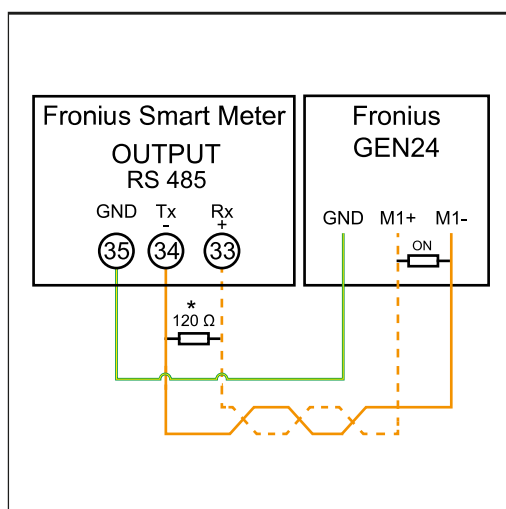 Fronius Smart Meter
OUTPUT
RS 485
GND Tx Rx
- +
35 34 33
*
120 Ω
Fronius
GEN24
GND M1+ M1-
ON